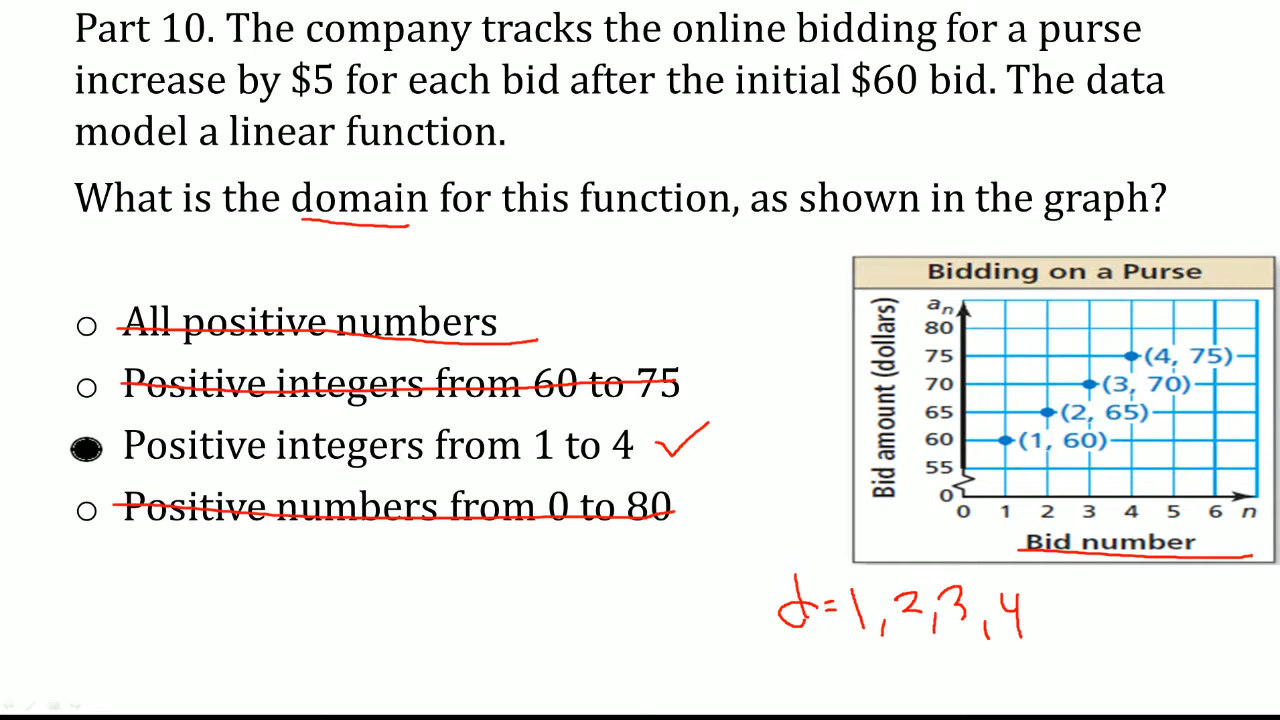 Part 10. The company tracks the online bidding for a purse
increase by $5 for each bid after the initial $60 bid. The data
model a linear function.
What is the domain for this function, as shown in the graph?
All positive numbers
Positive integers from 60 to 75
Positive integers from 1 to 4
Positive numbers from 0 to 80
Bidding on a Purse
Bid amount (dollars)
aₙ
80
75
70
65
60
55
0
(4, 75)
(3, 70)
(2, 65)
(1, 60)
0 1 2 3 4 5 6 n
Bid number
d=1,2,3,4